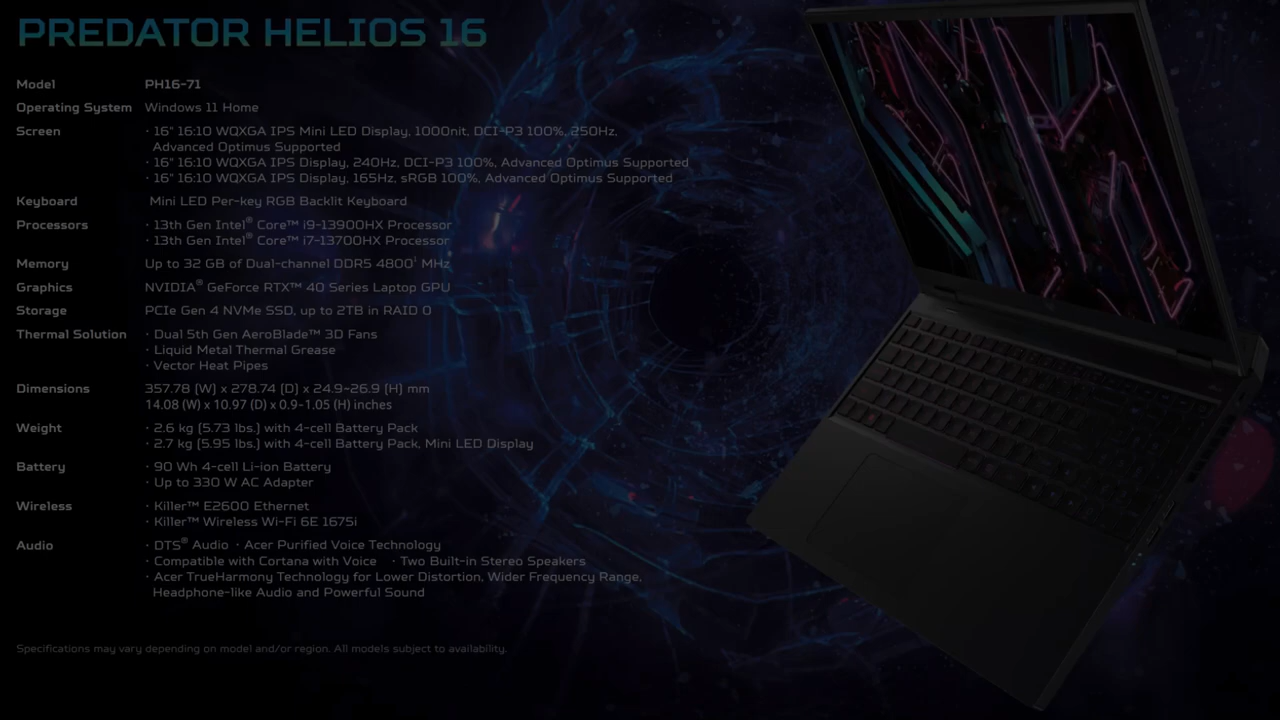 PREDATOR HELIOS 16
Model PH16-71
Operating System Windows 11 Home
Screen · 16" 16:10 WQXGA IPS Mini LED Display, 1000nit, DCI-P3 100%, 250Hz,
Advanced Optimus Supported
· 16" 16:10 WQXGA IPS Display, 240Hz, DCI-P3 100%, Advanced Optimus Supported
· 16" 16:10 WQXGA IPS Display, 165Hz, sRGB 100%, Advanced Optimus Supported
Keyboard Mini LED Per-key RGB Backlit Keyboard
Processors · 13th Gen Intel® Core™ i9-13900HX Processor
· 13th Gen Intel® Core™ i7-13700HX Processor
Memory Up to 32 GB of Dual-channel DDR5 4800¹ MHz
Graphics NVIDIA® GeForce RTX™ 40 Series Laptop GPU
Storage PCIe Gen 4 NVMe SSD, up to 2TB in RAID 0
Thermal Solution · Dual 5th Gen AeroBlade™ 3D Fans
· Liquid Metal Thermal Grease
· Vector Heat Pipes
Dimensions 357.78 (W) x 278.74 (D) x 24.9-26.9 (H) mm
14.08 (W) x 10.97 (D) x 0.9-1.05 (H) inches
Weight · 2.6 kg (5.73 lbs.) with 4-cell Battery Pack
· 2.7 kg (5.95 lbs.) with 4-cell Battery Pack, Mini LED Display
Battery · 90 Wh 4-cell Li-ion Battery
· Up to 330 W AC Adapter
Wireless · Killer™ E2600 Ethernet
· Killer™ Wireless Wi-Fi 6E 1675i
Audio · DTS® Audio · Acer Purified Voice Technology
· Compatible with Cortana with Voice · Two Built-in Stereo Speakers
· Acer TrueHarmony Technology for Lower Distortion, Wider Frequency Range,
Headphone-like Audio and Powerful Sound
Specifications may vary depending on model and/or region. All models subject to availability.